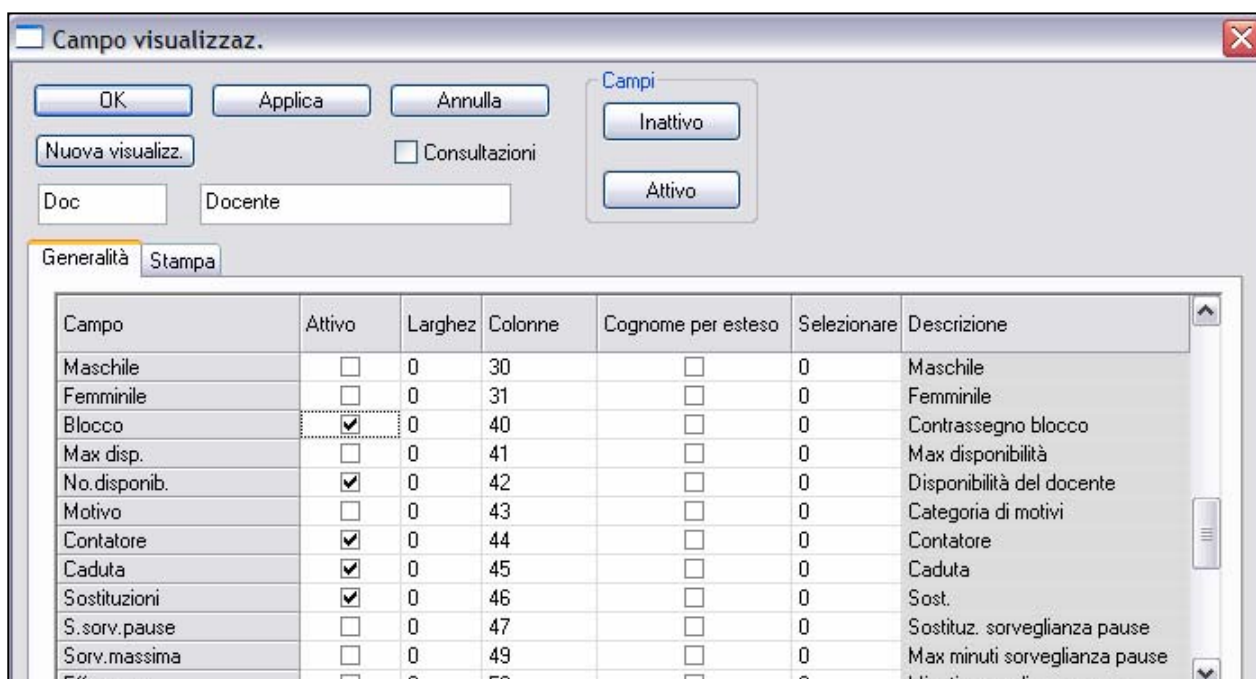 Campo visualizzaz.
OK Applica Annulla Campi
Inattivo
Nuova visualizz. Consultazioni
Attivo
Doc Docente
Generalità Stampa
Campo Attivo Larghez Colonne Cognome per esteso Selezionare Descrizione
Maschile 0 30 0 Maschile
Femminile 0 31 0 Femminile
Blocco 0 40 0 Contrassegno blocco
Max disp. 0 41 0 Max disponibilità
No.disponib. 0 42 0 Disponibilità del docente
Motivo 0 43 0 Categoria di motivi
Contatore 0 44 0 Contatore
Caduta 0 45 0 Caduta
Sostituzioni 0 46 0 Sost.
S.sorv.pause 0 47 0 Sostituz. sorveglianza pause
Sorv.massima 0 49 0 Max minuti sorveglianza pause